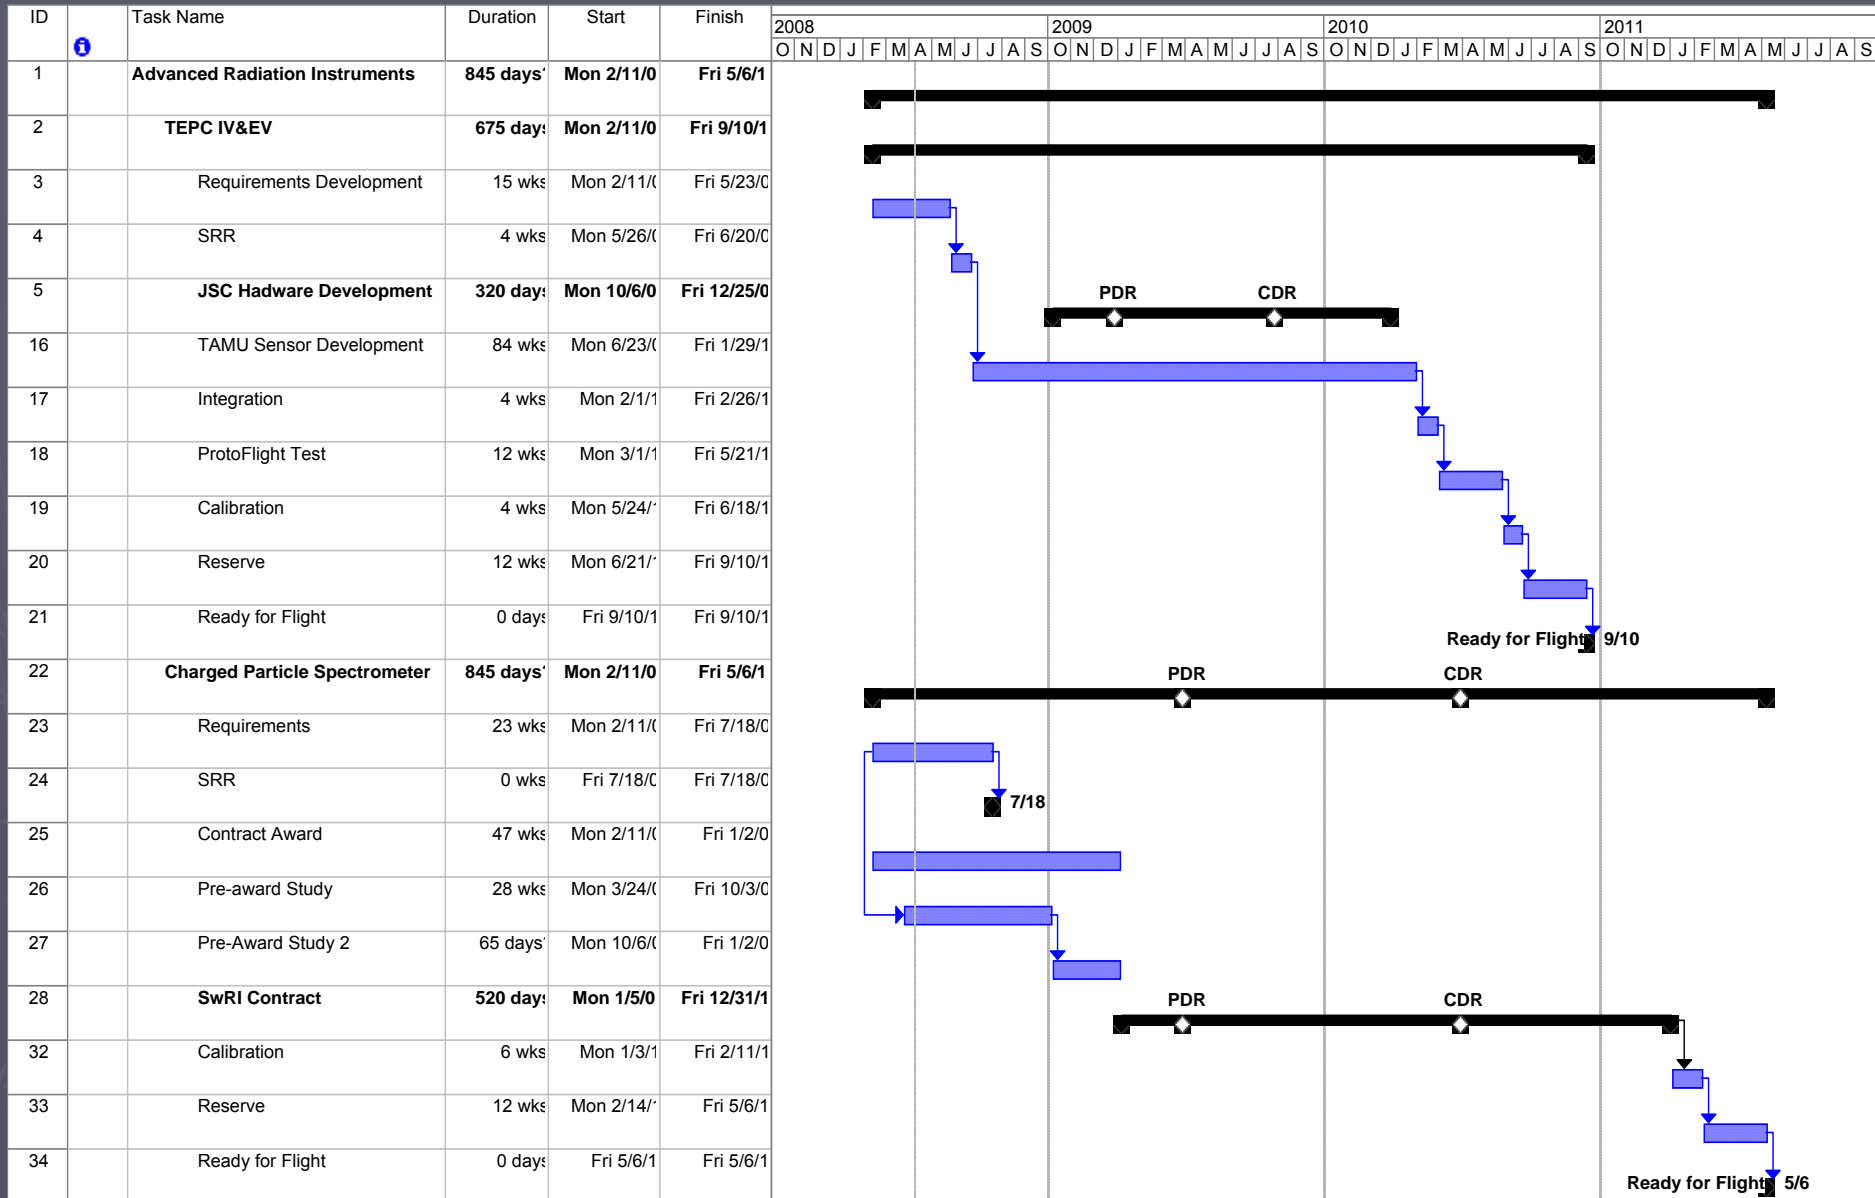 ID Task Name Duration Start Finish 2008 2009 2010 2011
i O N D J F M A M J J A S O N D J F M A M J J A S O N D J F M A M J J A S O N D J F M A M J J A S
1 Advanced Radiation Instruments 845 days? Mon 2/11/0 Fri 5/6/1
2 TEPC IV&EV 675 days Mon 2/11/0 Fri 9/10/1
3 Requirements Development 15 wks Mon 2/11/0 Fri 5/23/0
4 SRR 4 wks Mon 5/26/0 Fri 6/20/0
5 JSC Hadware Development 320 days Mon 10/6/0 Fri 12/25/0 PDR CDR
16 TAMU Sensor Development 84 wks Mon 6/23/0 Fri 1/29/1
17 Integration 4 wks Mon 2/1/1 Fri 2/26/1
18 ProtoFlight Test 12 wks Mon 3/1/1 Fri 5/21/1
19 Calibration 4 wks Mon 5/24/1 Fri 6/18/1
20 Reserve 12 wks Mon 6/21/1 Fri 9/10/1
21 Ready for Flight 0 days Fri 9/10/1 Fri 9/10/1 Ready for Flight 9/10
22 Charged Particle Spectrometer 845 days? Mon 2/11/0 Fri 5/6/1 PDR CDR
23 Requirements 23 wks Mon 2/11/0 Fri 7/18/0
24 SRR 0 wks Fri 7/18/0 Fri 7/18/0 7/18
25 Contract Award 47 wks Mon 2/11/0 Fri 1/2/0
26 Pre-award Study 28 wks Mon 3/24/0 Fri 10/3/0
27 Pre-Award Study 2 65 days? Mon 10/6/0 Fri 1/2/0
28 SwRI Contract 520 days Mon 1/5/0 Fri 12/31/1 PDR CDR
32 Calibration 6 wks Mon 1/3/1 Fri 2/11/1
33 Reserve 12 wks Mon 2/14/1 Fri 5/6/1
34 Ready for Flight 0 days Fri 5/6/1 Fri 5/6/1 Ready for Flight 5/6